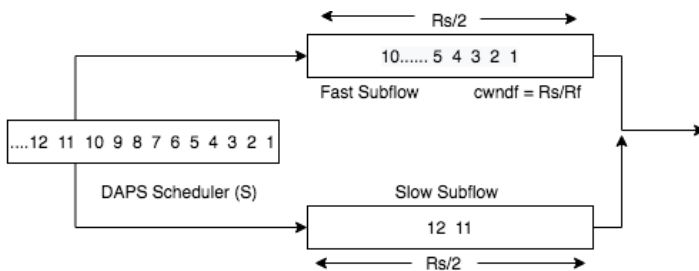 Rs/2
10...... 5 4 3 2 1
Fast Subflow cwndf = Rs/Rf
....12 11 10 9 8 7 6 5 4 3 2 1
DAPS Scheduler (S)
Slow Subflow
12 11
Rs/2